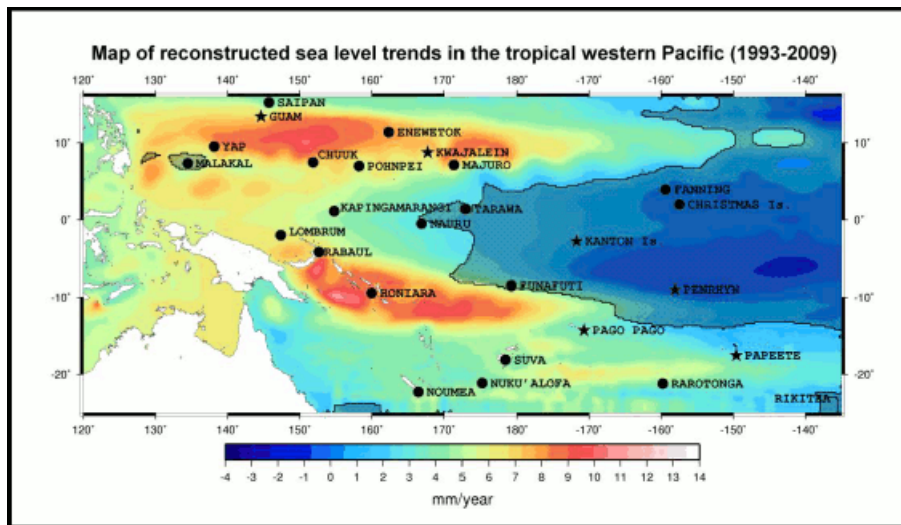 Map of reconstructed sea level trends in the tropical western Pacific (1993-2009)
120˚ 130˚ 140˚ 150˚ 160˚ 170˚ 180˚ -170˚ -160˚ -150˚ -140˚
SAIPAN
GUAM
10˚ ENEWETOK 10˚
YAP KWAJALEIN
MALAKAL CHUUK POHNPEI MAJURO
FANNING
KAPINGAMARANGI TARAWA CHRISTMAS Is.
0˚ NAURU 0˚
LOMBRUM KANTON Is
RABAUL
-10˚ HONIARA FUNAFUTI PENRHYN -10˚
PAGO PAGO
SUVA PAPEETE
-20˚ NOUMEA NUKU'ALOFA RAROTONGA -20˚
RIKITEA
120˚ 130˚ 140˚ 150˚ 160˚ 170˚ 180˚ -170˚ -160˚ -150˚ -140˚
-4 -3 -2 -1 0 1 2 3 4 5 6 7 8 9 10 11 12 13 14
mm/year